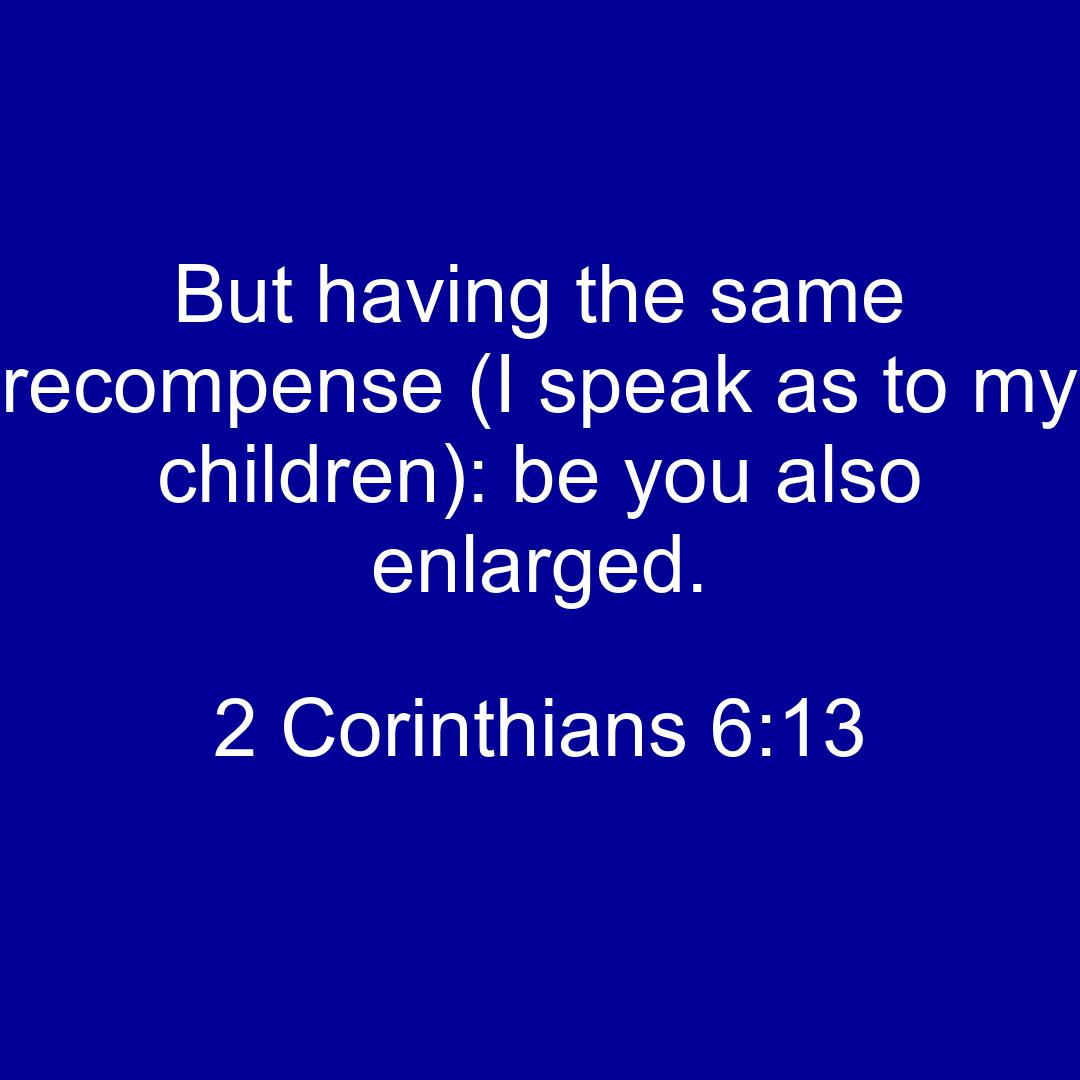 But having the same
recompense (I speak as to my
children): be you also
enlarged.
2 Corinthians 6:13